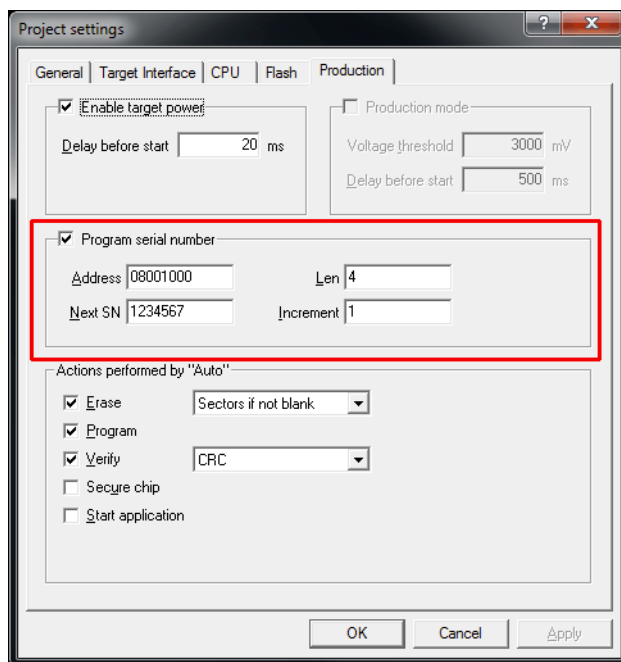 Project settings
General Target Interface CPU Flash Production
Enable target power
Delay before start 20 ms
Production mode
Voltage threshold 3000 mV
Delay before start 500 ms
Program serial number
Address 08001000 Len 4
Next SN 1234567 Increment 1
Actions performed by "Auto"
Erase Sectors if not blank
Program
Verify CRC
Secure chip
Start application
OK Cancel Apply